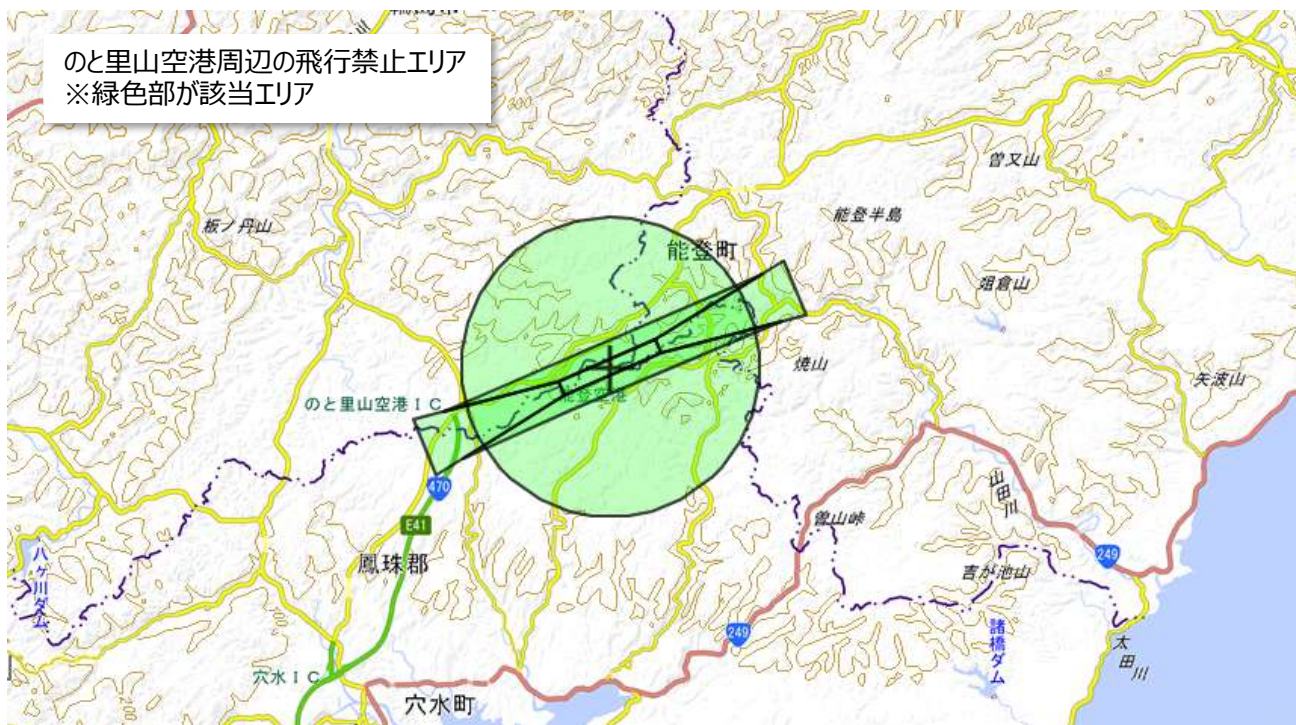 のと里山空港周辺の飛行禁止エリア
※緑色部が該当エリア
200
曽又山
能登半島
板ノ丹山
能登町
俎倉山
焼山
矢波山
能登空港
のと里山空港IC
470
E41
山田川
曽山峠
鳳珠郡
249
吉が池山
八ヶ川ダム
249
諸橋ダム
太田川
穴水IC
穴水町
200